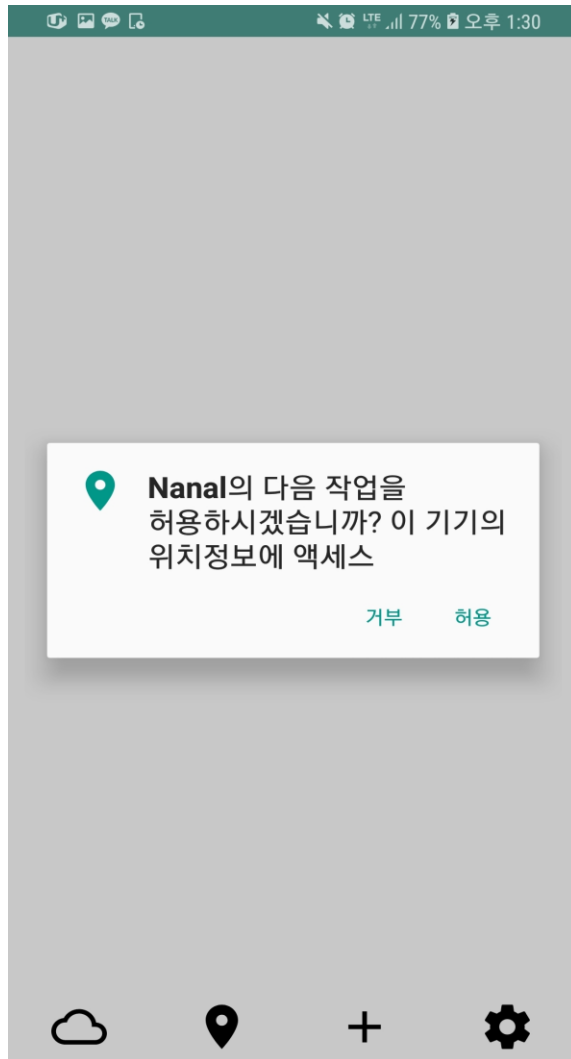 TALK LTE 77% 오후 1:30
Nanal의 다음 작업을
허용하시겠습니까? 이 기기의
위치정보에 액세스
거부 허용